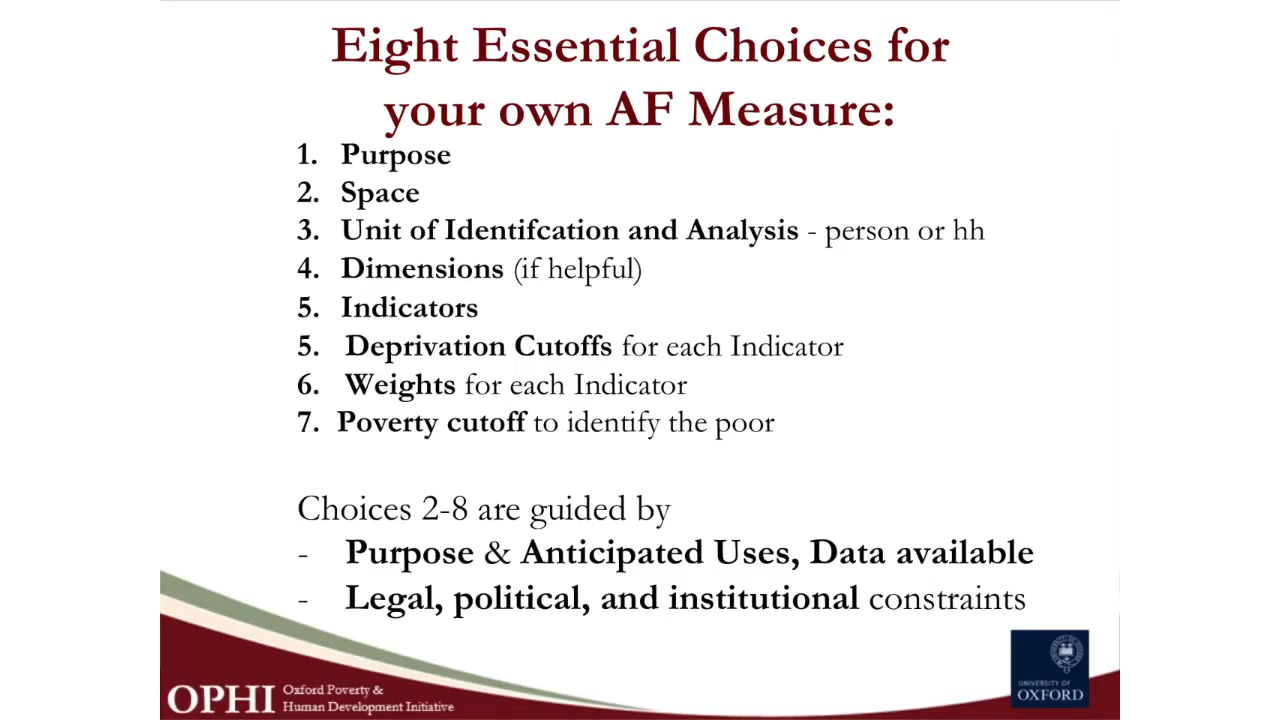 Eight Essential Choices for
your own AF Measure:
1. Purpose
2. Space
3. Unit of Identifcation and Analysis - person or hh
4. Dimensions (if helpful)
5. Indicators
5. Deprivation Cutoffs for each Indicator
6. Weights for each Indicator
7. Poverty cutoff to identify the poor
Choices 2-8 are guided by
- Purpose & Anticipated Uses, Data available
- Legal, political, and institutional constraints
OPHI
Oxford Poverty &
Human Development Initiative
UNIVERSITY OF
OXFORD